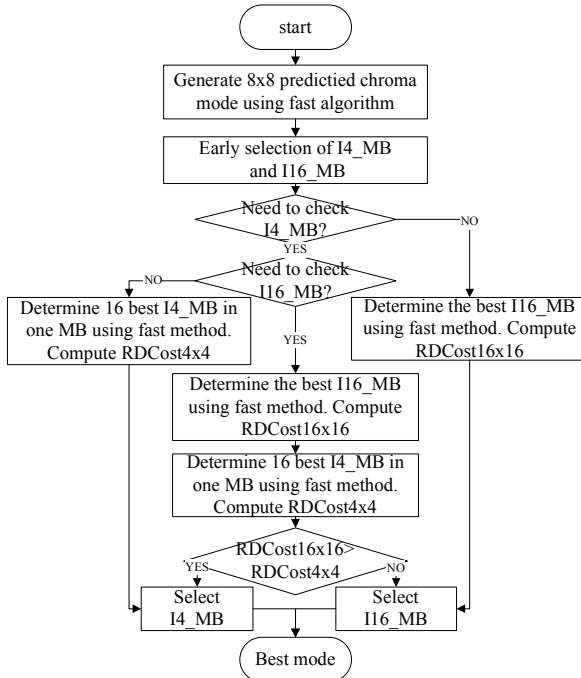 start
Generate 8x8 predictied chroma
mode using fast algorithm
Early selection of I4_MB
and I16_MB
Need to check
I4_MB?
NO
YES
Need to check
I16_MB?
NO
Determine 16 best I4_MB in
one MB using fast method.
Compute RDCost4x4
YES
Determine the best I16_MB
using fast method. Compute
RDCost16x16
Determine the best I16_MB
using fast method. Compute
RDCost16x16
Determine 16 best I4_MB in
one MB using fast method.
Compute RDCost4x4
RDCost16x16>
RDCost4x4
YES
NO
Select
I4_MB
Select
I16_MB
Best mode